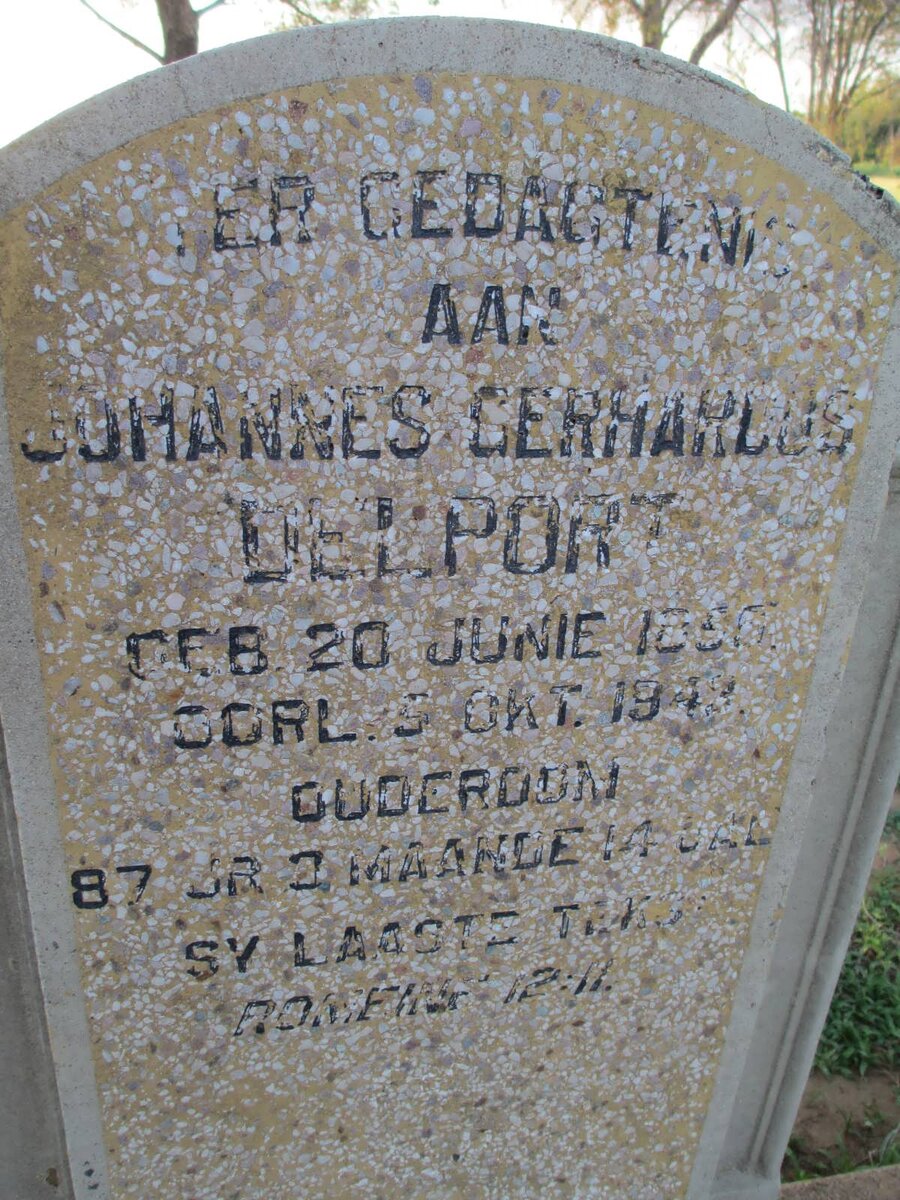 TER GEDAGTENIS
AAN
JOHANNES GERHARDUS
DELPORT
GEB. 20 JUNIE 1856.
OORL. 5 OKT. 1943.
OUDERDOM
87 JR 3 MAANDE 14 DAE
SY LAASTE TEKS:
ROMEINE 12:11.